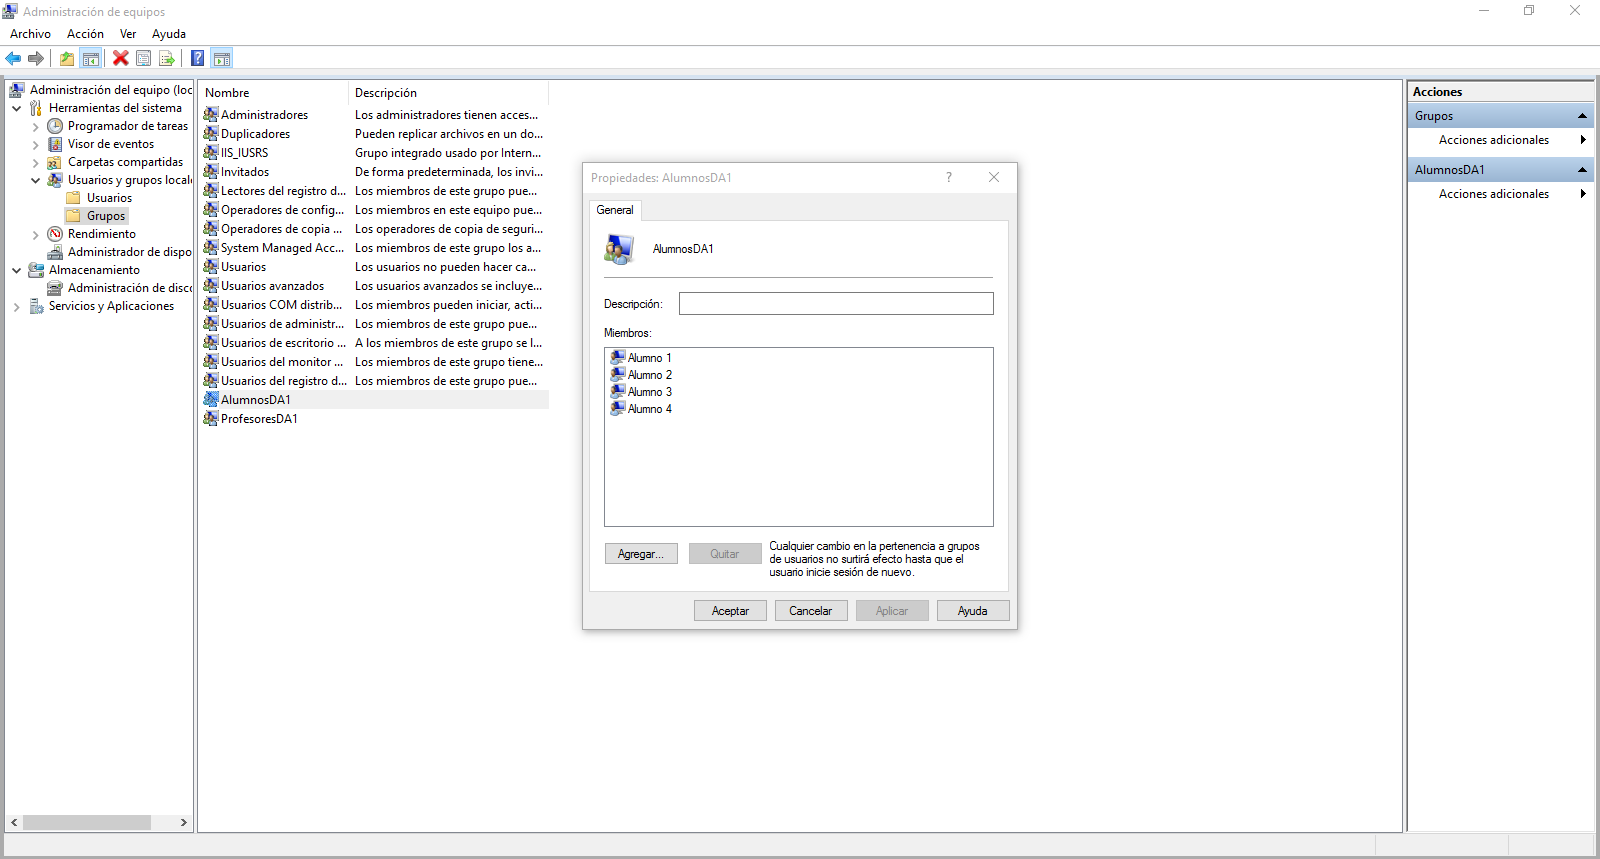 Administración de equipos
Archivo Acción Ver Ayuda
Administración del equipo (loc
Herramientas del sistema
Programador de tareas
Visor de eventos
Carpetas compartidas
Usuarios y grupos locale
Usuarios
Grupos
Rendimiento
Administrador de dispo
Almacenamiento
Administración de disco
Servicios y Aplicaciones
Nombre Descripción
Administradores Los administradores tienen acces...
Duplicadores Pueden replicar archivos en un do...
IIS_IUSRS Grupo integrado usado por Intern...
Invitados De forma predeterminada, los invi...
Lectores del registro d... Los miembros de este grupo pue...
Operadores de config... Los miembros en este equipo pue...
Operadores de copia ... Los operadores de copia de seguri...
System Managed Acc... Los miembros de este grupo los a...
Usuarios Los usuarios no pueden hacer ca...
Usuarios avanzados Los usuarios avanzados se incluye...
Usuarios COM distrib... Los miembros pueden iniciar, acti...
Usuarios de administr... Los miembros de este grupo pue...
Usuarios de escritorio ... A los miembros de este grupo se l...
Usuarios del monitor ... Los miembros de este grupo tiene...
Usuarios del registro d... Los miembros de este grupo pue...
AlumnosDA1
ProfesoresDA1
Propiedades: AlumnosDA1 ?
General
AlumnosDA1
Descripción:
Miembros:
Alumno 1
Alumno 2
Alumno 3
Alumno 4
Agregar... Quitar
Cualquier cambio en la pertenencia a grupos
de usuarios no surtirá efecto hasta que el
usuario inicie sesión de nuevo.
Aceptar Cancelar Aplicar Ayuda
Acciones
Grupos
Acciones adicionales
AlumnosDA1
Acciones adicionales